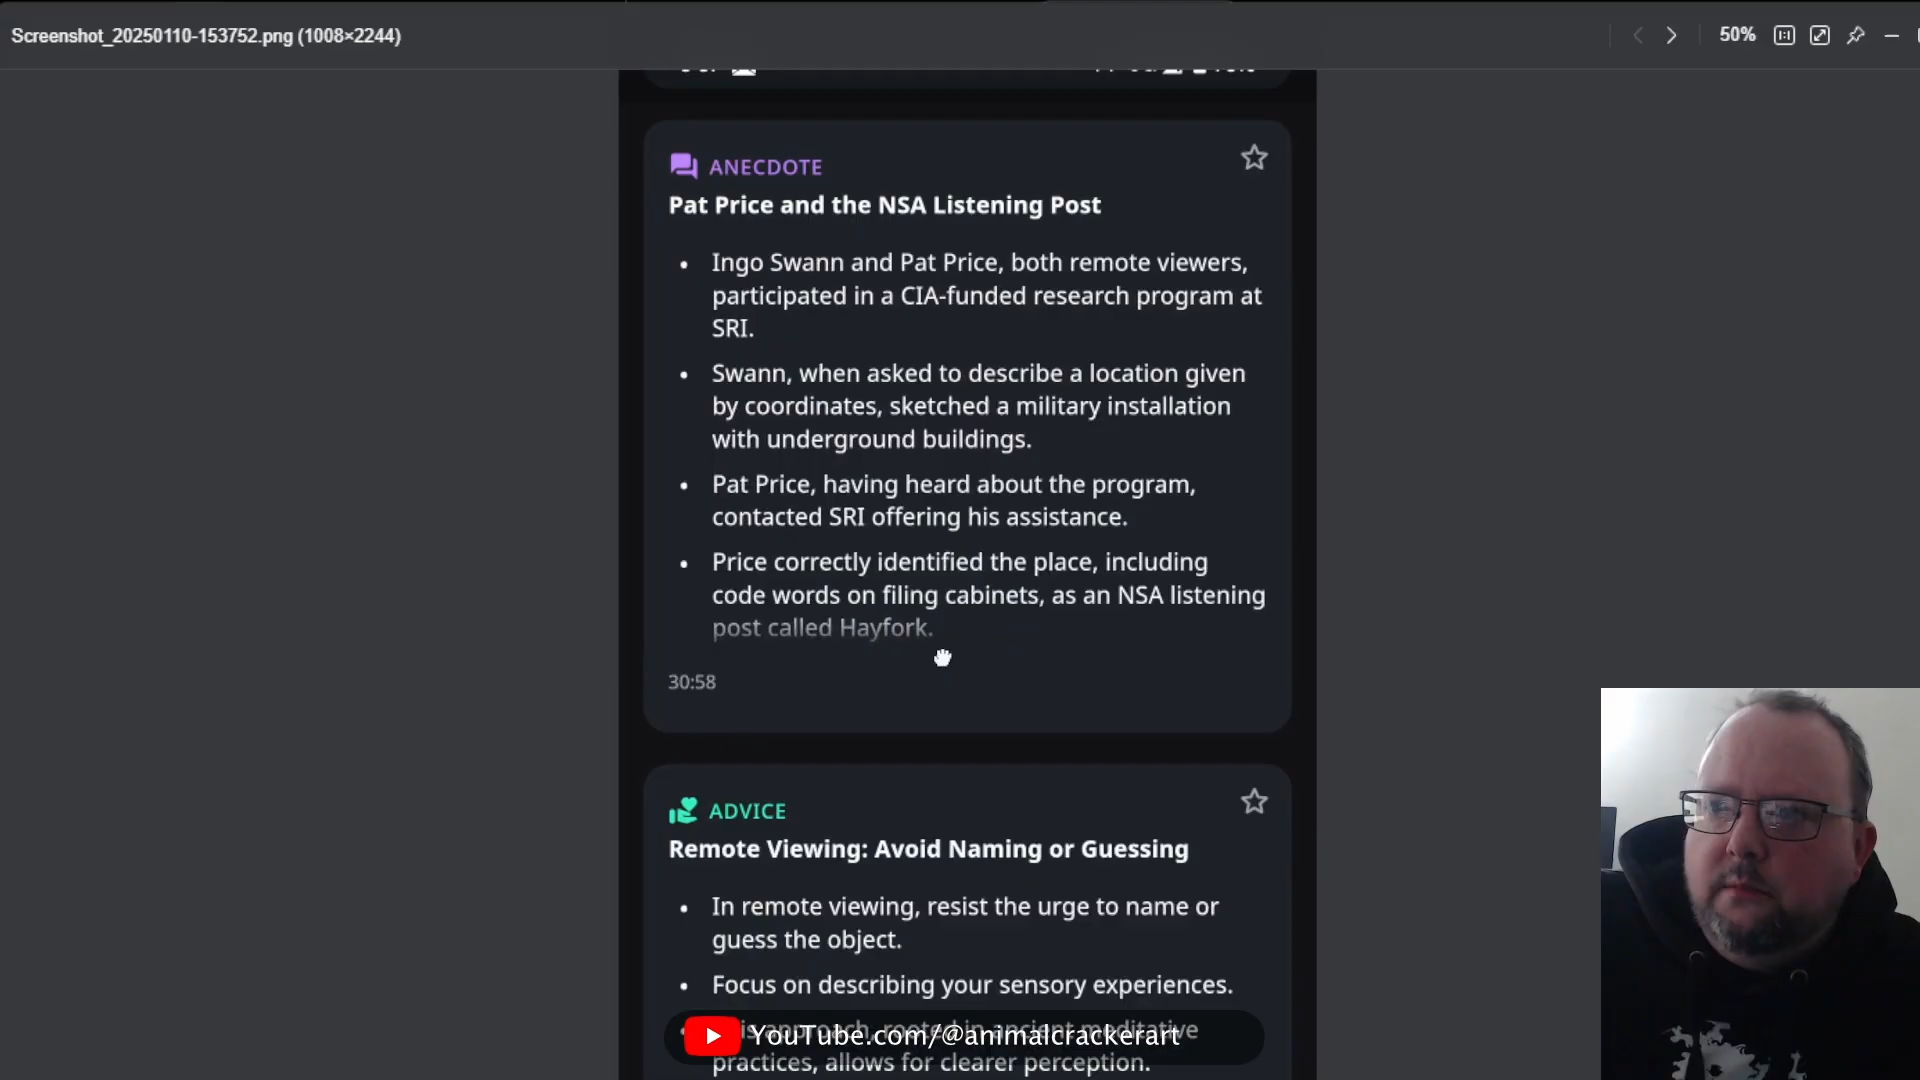 Screenshot_20250110-153752.png (1008×2244)
50%
ANECDOTE
Pat Price and the NSA Listening Post
• Ingo Swann and Pat Price, both remote viewers,
participated in a CIA-funded research program at
SRI.
• Swann, when asked to describe a location given
by coordinates, sketched a military installation
with underground buildings.
• Pat Price, having heard about the program,
contacted SRI offering his assistance.
• Price correctly identified the place, including
code words on filing cabinets, as an NSA listening
post called Hayfork.
30:58
ADVICE
Remote Viewing: Avoid Naming or Guessing
• In remote viewing, resist the urge to name or
guess the object.
• Focus on describing your sensory experiences.
approach, rooted in ancient meditative
YouTube.com/@animalcrackerart
practices, allows for clearer perception.